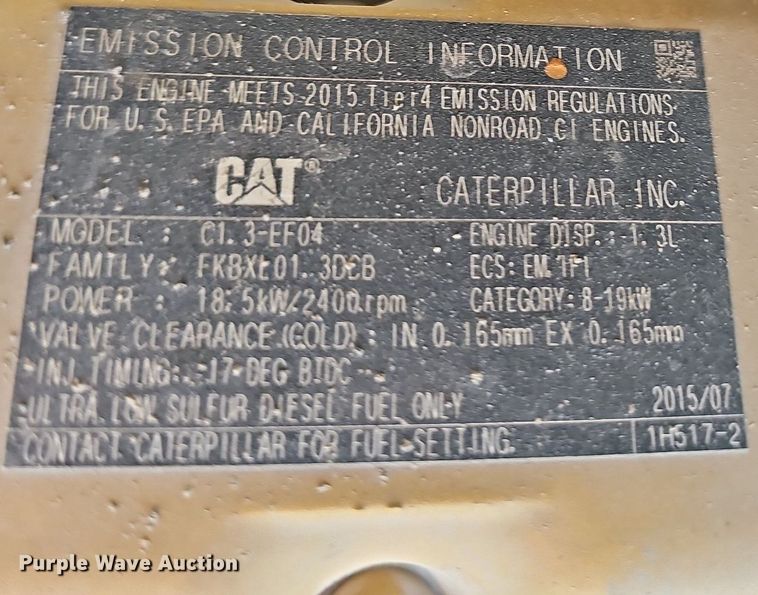 EMISSION CONTROL INFORMATION
THIS ENGINE MEETS 2015 Tier4 EMISSION REGULATIONS
FOR U.S. EPA AND CALIFORNIA NONROAD CI ENGINES.
CAT® CATERPILLAR INC.
MODEL : C1.3-EF04 ENGINE DISP.: 1.3L
FAMILY: ECS: EM
POWER : 18.5kW/2400rpm CATEGORY: 8-19kW
VALVE CLEARANCE(COLD): IN 0.165mm EX 0.165mm
INJ TIMING: 17 DEG BTDC
ULTRA LOW SULFUR DIESEL FUEL ONLY 2015/07
CONTACT CATERPILLAR FOR FUEL SETTING. 1H517-2
Purple Wave Auction